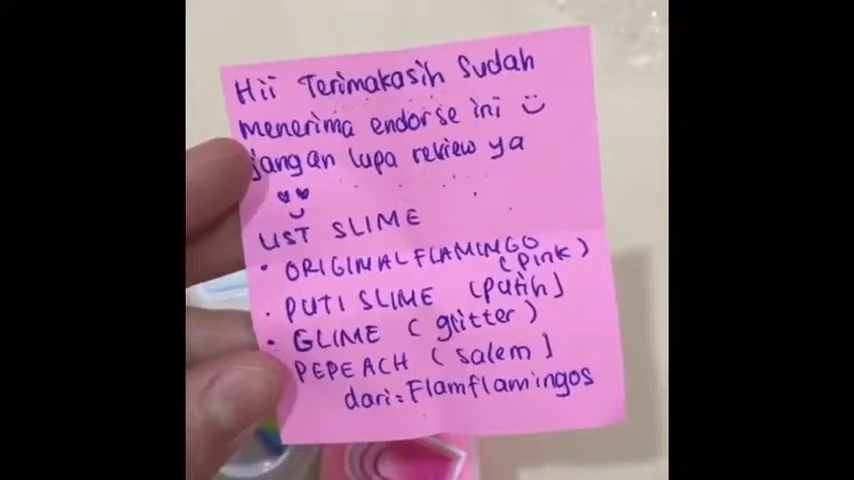 Hii Terimakasih sudah
menerima endorse ini
jangan lupa review ya
LIST SLIME
• ORIGINAL FLAMINGO
(pink)
• PUTI SLIME (putih]
• GLIME (glitter)
PEPEACH (salem]
dari: Flamflamingos